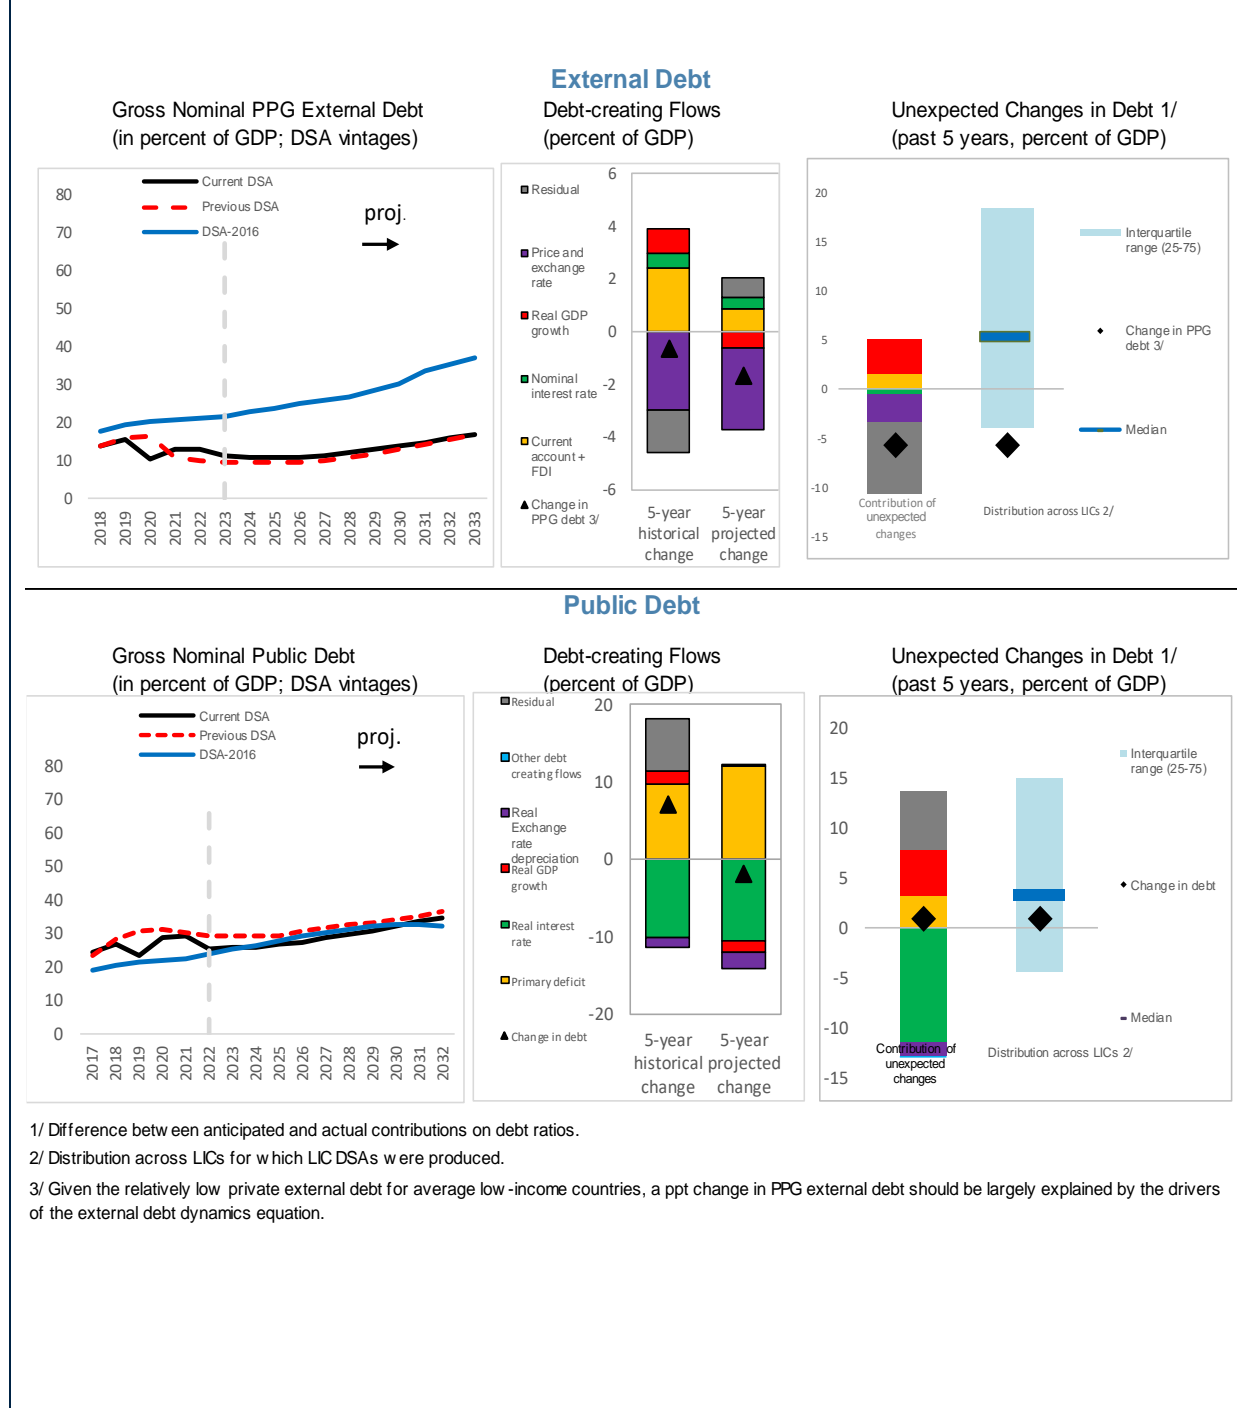 External Debt
Gross Nominal PPG External Debt
(in percent of GDP; DSA vintages)
Debt-creating Flows
(percent of GDP)
Unexpected Changes in Debt 1/
(past 5 years, percent of GDP)
Current DSA
Previous DSA
DSA-2016
proj.
80
70
60
50
40
30
20
10
0
2018
2019
2020
2021
2022
2023
2024
2025
2026
2027
2028
2029
2030
2031
2032
2033
Residual
Price and
exchange
rate
Real GDP
growth
Nominal
interest rate
Current
account +
FDI
Change in
PPG debt 3/
6
4
2
0
-2
-4
-6
5-year
historical
change
5-year
projected
change
20
15
10
5
0
-5
-10
-15
Contribution of
unexpected
changes
Distribution across LICs 2/
Interquartile
range (25-75)
Change in PPG
debt 3/
Median
Public Debt
Gross Nominal Public Debt
(in percent of GDP; DSA vintages)
Debt-creating Flows
(percent of GDP)
Unexpected Changes in Debt 1/
(past 5 years, percent of GDP)
Current DSA
Previous DSA
DSA-2016
proj.
80
70
60
50
40
30
20
10
0
2017
2018
2019
2020
2021
2022
2023
2024
2025
2026
2027
2028
2029
2030
2031
2032
Residual
Other debt
creating flows
Real
Exchange
rate
depreciation
Real GDP
growth
Real interest
rate
Primary deficit
Change in debt
20
10
0
-10
-20
5-year
historical
change
5-year
projected
change
20
15
10
5
0
-5
-10
-15
Contribution of
unexpected
changes
Distribution across LICs 2/
Interquartile
range (25-75)
Change in debt
Median
1/ Difference between anticipated and actual contributions on debt ratios.
2/ Distribution across LICs for which LIC DSAs were produced.
3/ Given the relatively low private external debt for average low-income countries, a ppt change in PPG external debt should be largely explained by the drivers
of the external debt dynamics equation.